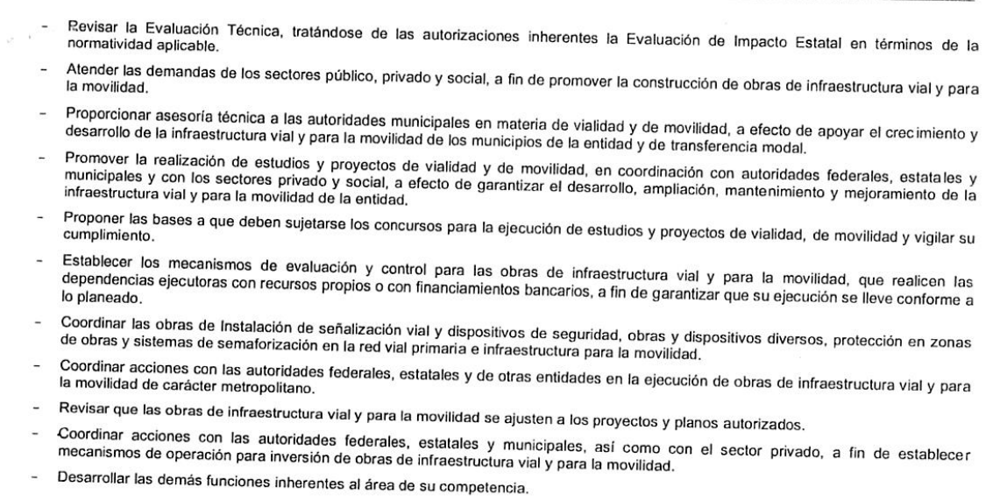 - Revisar la Evaluación Técnica, tratándose de las autorizaciones inherentes la Evaluación de Impacto Estatal en términos de la
normatividad aplicable.
- Atender las demandas de los sectores público, privado y social, a fin de promover la construcción de obras de infraestructura vial y para
la movilidad.
- Proporcionar asesoría técnica a las autoridades municipales en materia de vialidad y de movilidad, a efecto de apoyar el crecimiento y
desarrollo de la infraestructura vial y para la movilidad de los municipios de la entidad y de transferencia modal.
- Promover la realización de estudios y proyectos de vialidad y de movilidad, en coordinación con autoridades federales, estatales y
municipales y con los sectores privado y social, a efecto de garantizar el desarrollo, ampliación, mantenimiento y mejoramiento de la
infraestructura vial y para la movilidad de la entidad.
- Proponer las bases a que deben sujetarse los concursos para la ejecución de estudios y proyectos de vialidad, de movilidad y vigilar su
cumplimiento.
- Establecer los mecanismos de evaluación y control para las obras de infraestructura vial y para la movilidad, que realicen las
dependencias ejecutoras con recursos propios o con financiamientos bancarios, a fin de garantizar que su ejecución se lleve conforme a
lo planeado.
- Coordinar las obras de Instalación de señalización vial y dispositivos de seguridad, obras y dispositivos diversos, protección en zonas
de obras y sistemas de semaforización en la red vial primaria e infraestructura para la movilidad.
- Coordinar acciones con las autoridades federales, estatales y de otras entidades en la ejecución de obras de infraestructura vial y para
la movilidad de carácter metropolitano.
- Revisar que las obras de infraestructura vial y para la movilidad se ajusten a los proyectos y planos autorizados.
- Coordinar acciones con las autoridades federales, estatales y municipales, así como con el sector privado, a fin de establecer
mecanismos de operación para inversión de obras de infraestructura vial y para la movilidad.
- Desarrollar las demás funciones inherentes al área de su competencia.